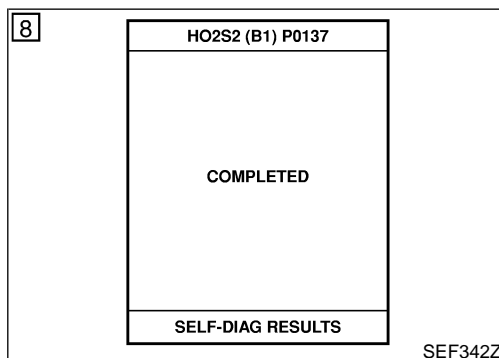 8
HO2S2 (B1) P0137
COMPLETED
SELF-DIAG RESULTS
SEF342Z